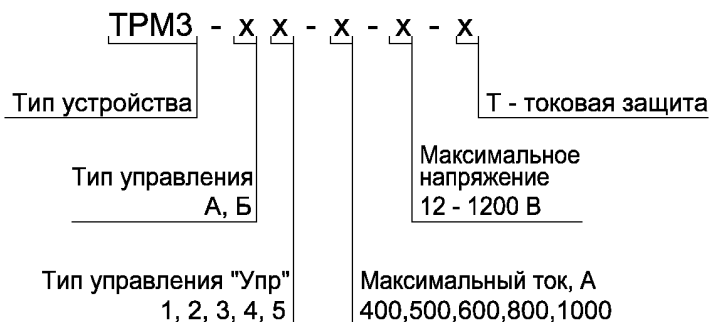 ТРМ3 - х х - х - х - х
Тип устройства
Т - токовая защита
Тип управления
А, Б
Максимальное
напряжение
12 - 1200 В
Тип управления "Упр"
1, 2, 3, 4, 5
Максимальный ток, А
400,500,600,800,1000